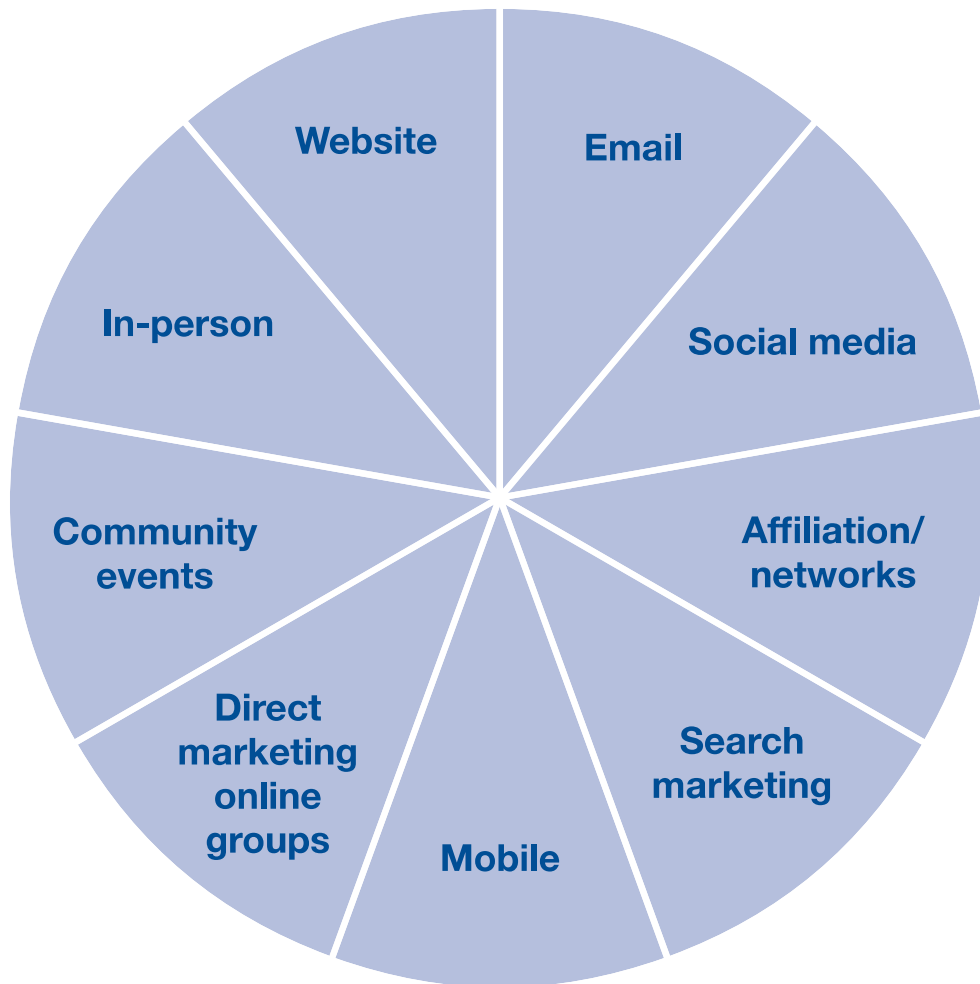 Website
Email
In-person
Social media
Community
events
Affiliation/
networks
Direct
marketing
online
groups
Search
marketing
Mobile